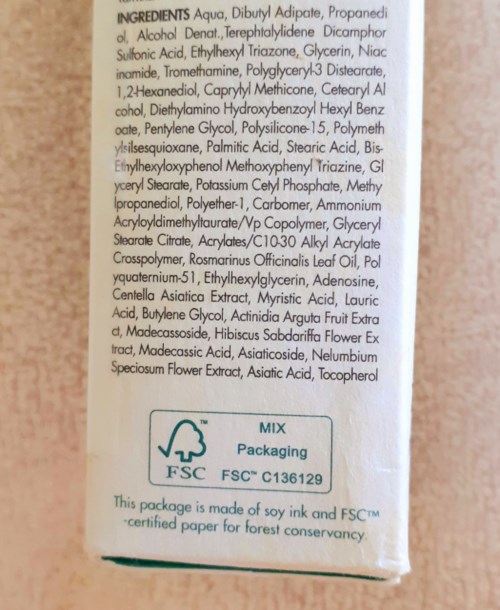 INGREDIENTS Aqua, Dibutyl Adipate, Propanedi
ol, Alcohol Denat.,Terephtalylidene Dicamphor
Sulfonic Acid, Ethylhexyl Triazone, Glycerin, Niac
inamide, Tromethamine, Polyglyceryl-3 Distearate,
1,2-Hexanediol, Caprylyl Methicone, Cetearyl Al
cohol, Diethylamino Hydroxybenzoyl Hexyl Benz
oate, Pentylene Glycol, Polysilicone-15, Polymeth
ylsilsesquioxane, Palmitic Acid, Stearic Acid, Bis-
Ethylhexyloxyphenol Methoxyphenyl Triazine, Gl
yceryl Stearate, Potassium Cetyl Phosphate, Methy
lpropanediol, Polyether-1, Carbomer, Ammonium
Acryloyldimethyltaurate/Vp Copolymer, Glyceryl
Stearate Citrate, Acrylates/C10-30 Alkyl Acrylate
Crosspolymer, Rosmarinus Officinalis Leaf Oil, Pol
yquaternium-51, Ethylhexylglycerin, Adenosine,
Centella Asiatica Extract, Myristic Acid, Lauric
Acid, Butylene Glycol, Actinidia Arguta Fruit Extra
ct, Madecassoside, Hibiscus Sabdariffa Flower Ex
tract, Madecassic Acid, Asiaticoside, Nelumbium
Speciosum Flower Extract, Asiatic Acid, Tocopherol
MIX
Packaging
FSC FSC™ C136129
This package is made of soy ink and FSC™
-certified paper for forest conservancy.